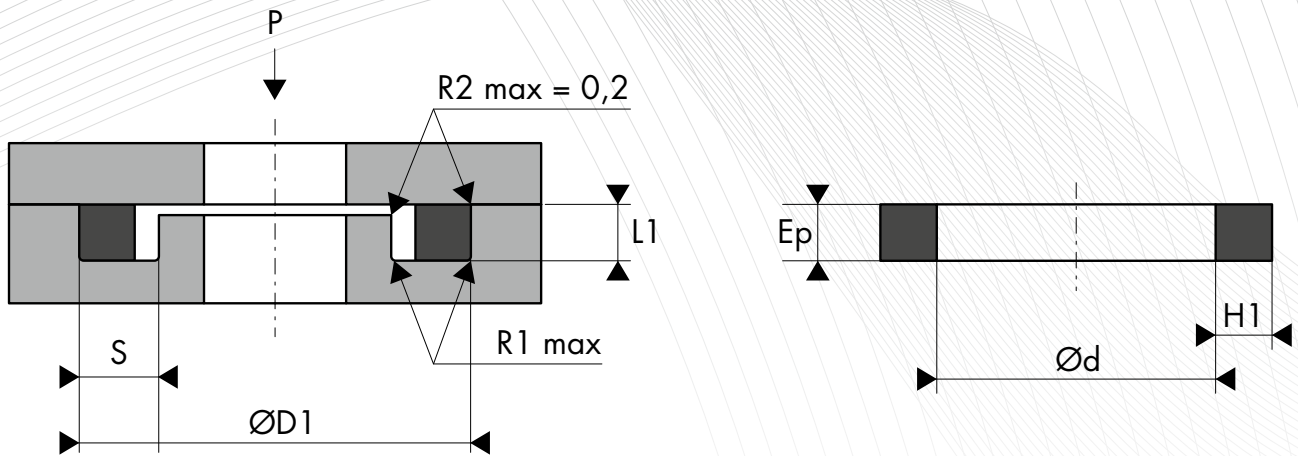 P
R2 max = 0,2
L1
Ep
H1
R1 max
S
Ød
ØD1